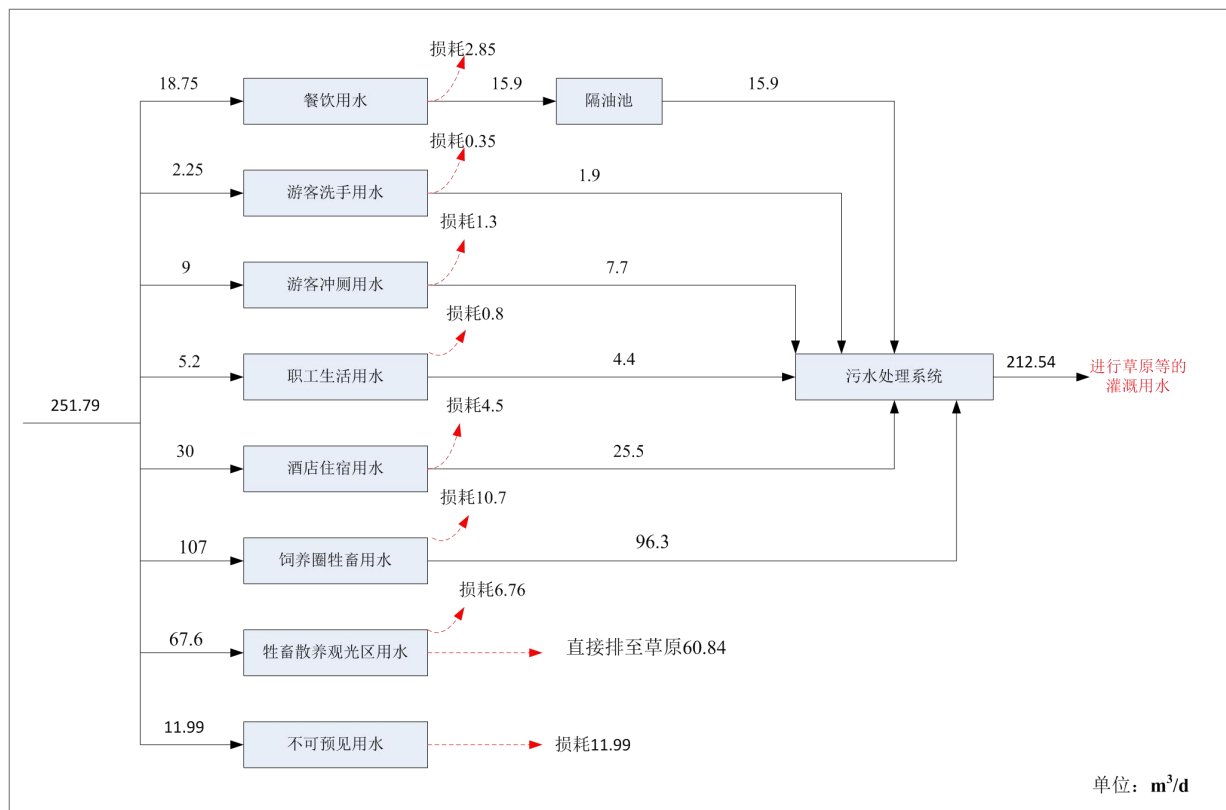 损耗2.85
18.75
餐饮用水
15.9
隔油池
15.9
损耗0.35
2.25
游客洗手用水
1.9
损耗1.3
9
游客冲厕用水
7.7
损耗0.8
5.2
职工生活用水
4.4
污水处理系统
212.54
进行草原等的
灌溉用水
251.79
损耗4.5
30
酒店住宿用水
25.5
损耗10.7
107
饲养圈牲畜用水
96.3
损耗6.76
67.6
牲畜散养观光区用水
直接排至草原60.84
11.99
不可预见用水
损耗11.99
单位：m³/d